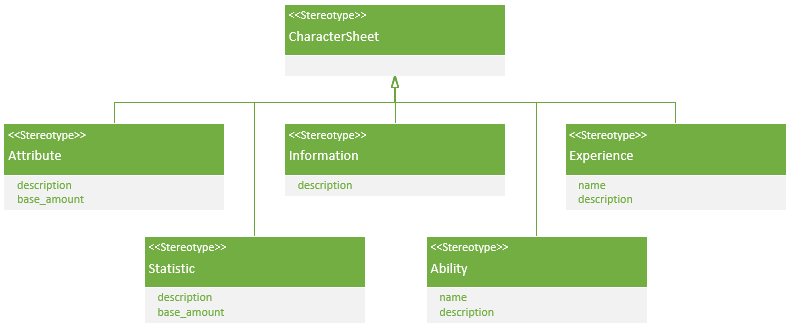 <<Stereotype>>
CharacterSheet
<<Stereotype>>
Attribute
description
base_amount
<<Stereotype>>
Information
description
<<Stereotype>>
Experience
name
description
<<Stereotype>>
Statistic
description
base_amount
<<Stereotype>>
Ability
name
description